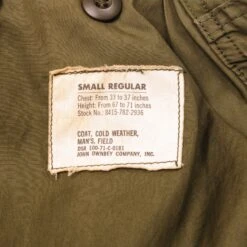 SMALL REGULAR
Chest: From 33 to 37 inches
Height: From 67 to 71 inches
Stock No. 8415-782-2936
COAT, COLD WEATHER,
MAN'S, FIELD
DSA 100-71-C-0181
JOHN OWNBEY COMPANY, INC.